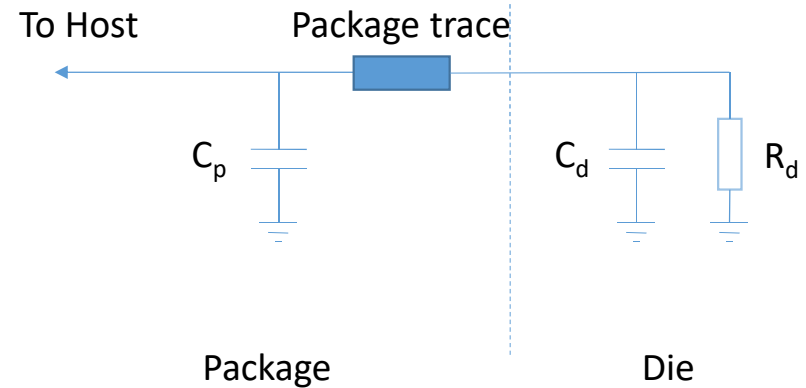 To Host
Package trace
Cp
Cd
Rd
Package
Die